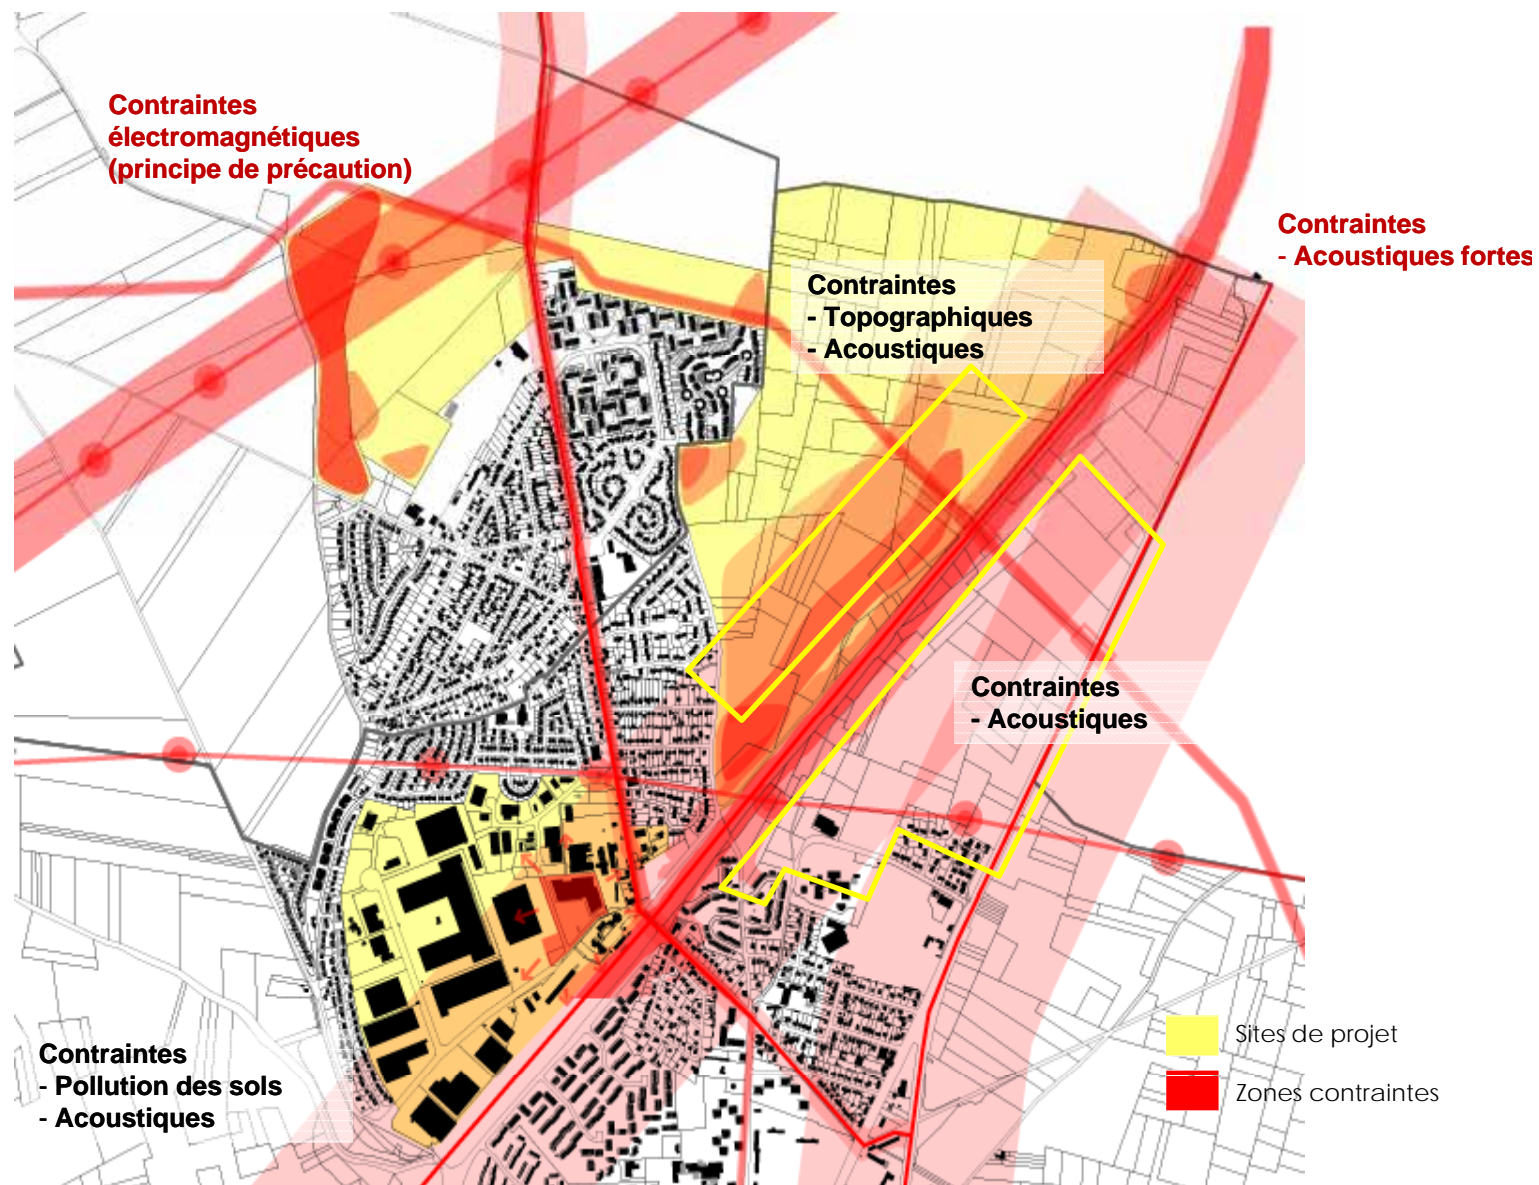 Contraintes
électromagnétiques
(principe de précaution)
Contraintes
- Acoustiques fortes
Contraintes
- Topographiques
- Acoustiques
Contraintes
- Acoustiques
Contraintes
- Pollution des sols
- Acoustiques
Sites de projet
Zones contraintes